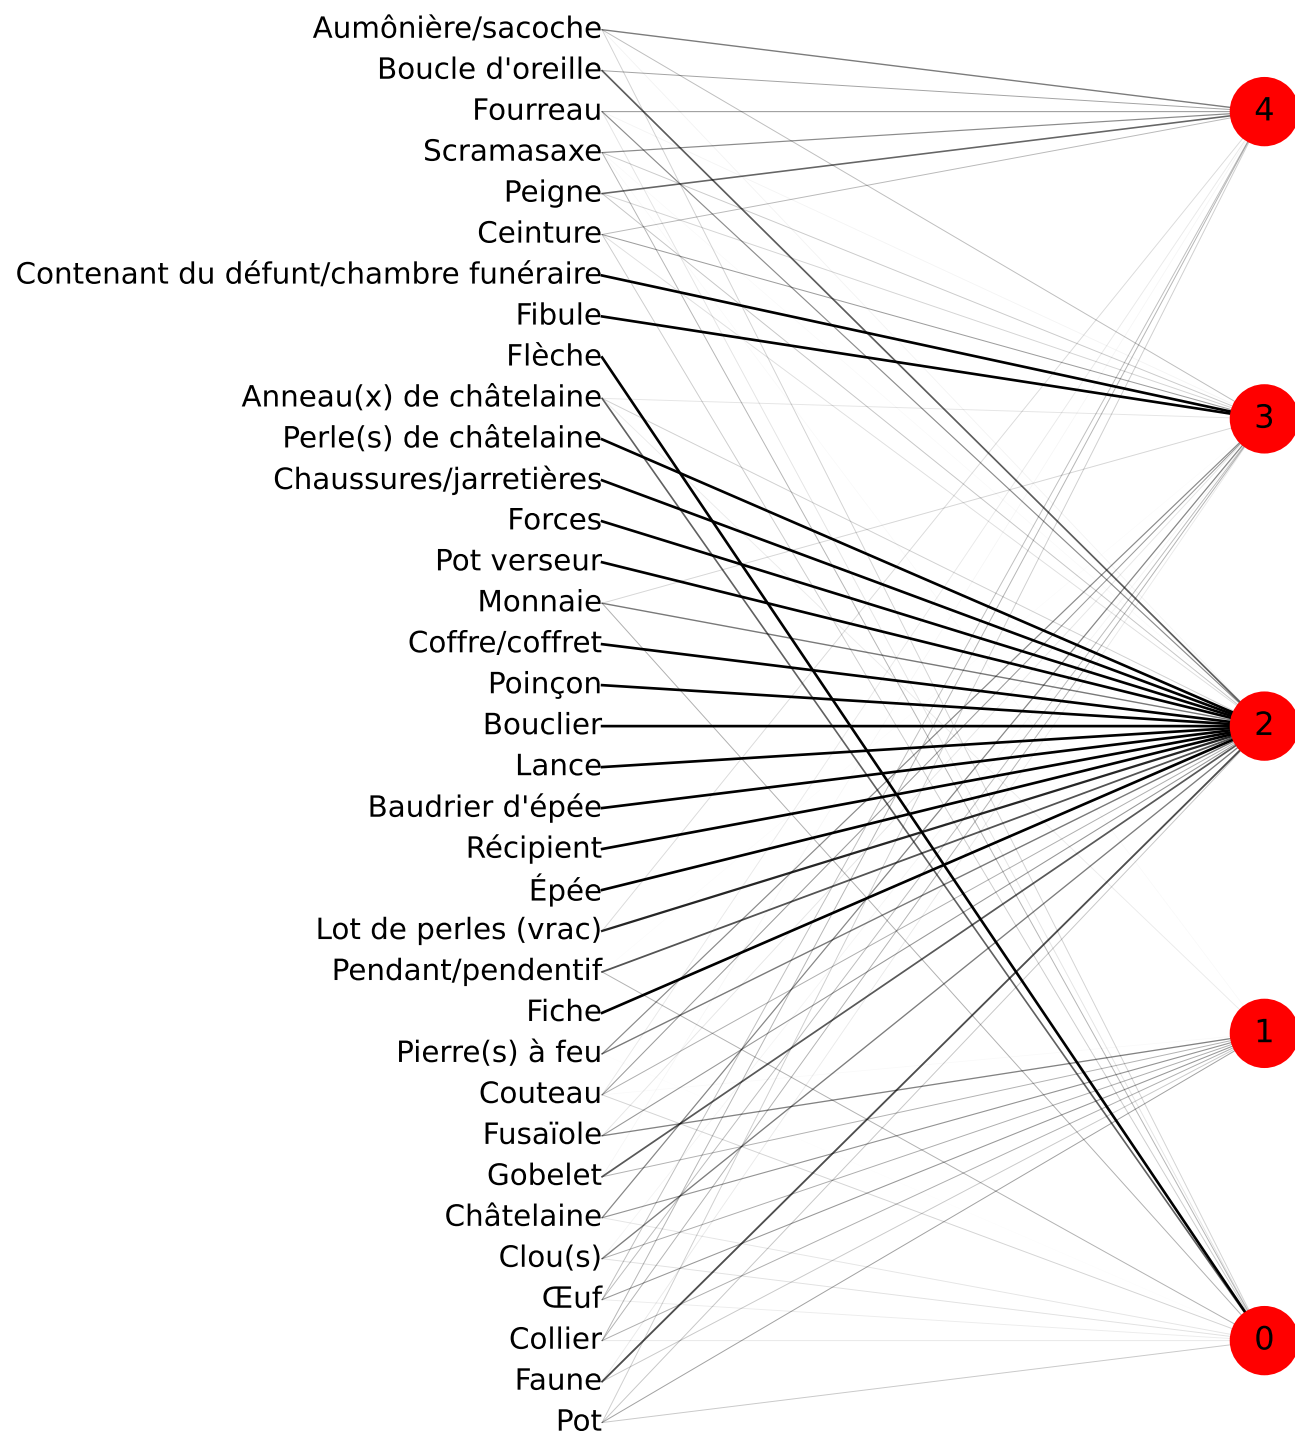 Aumônière/sacoche
Boucle d'oreille
Fourreau
4
Scramasaxe
Peigne
Ceinture
Contenant du défunt/chambre funéraire
Fibule
Flèche
Anneau(x) de châtelaine
3
Perle(s) de châtelaine
Chaussures/jarretières
Forces
Pot verseur
Monnaie
Coffre/coffret
Poinçon
Bouclier
2
Lance
Baudrier d'épée
Récipient
Épée
Lot de perles (vrac)
Pendant/pendentif
Fiche
1
Pierre(s) à feu
Couteau
Fusaïole
Gobelet
Châtelaine
Clou(s)
Œuf
Collier
0
Faune
Pot